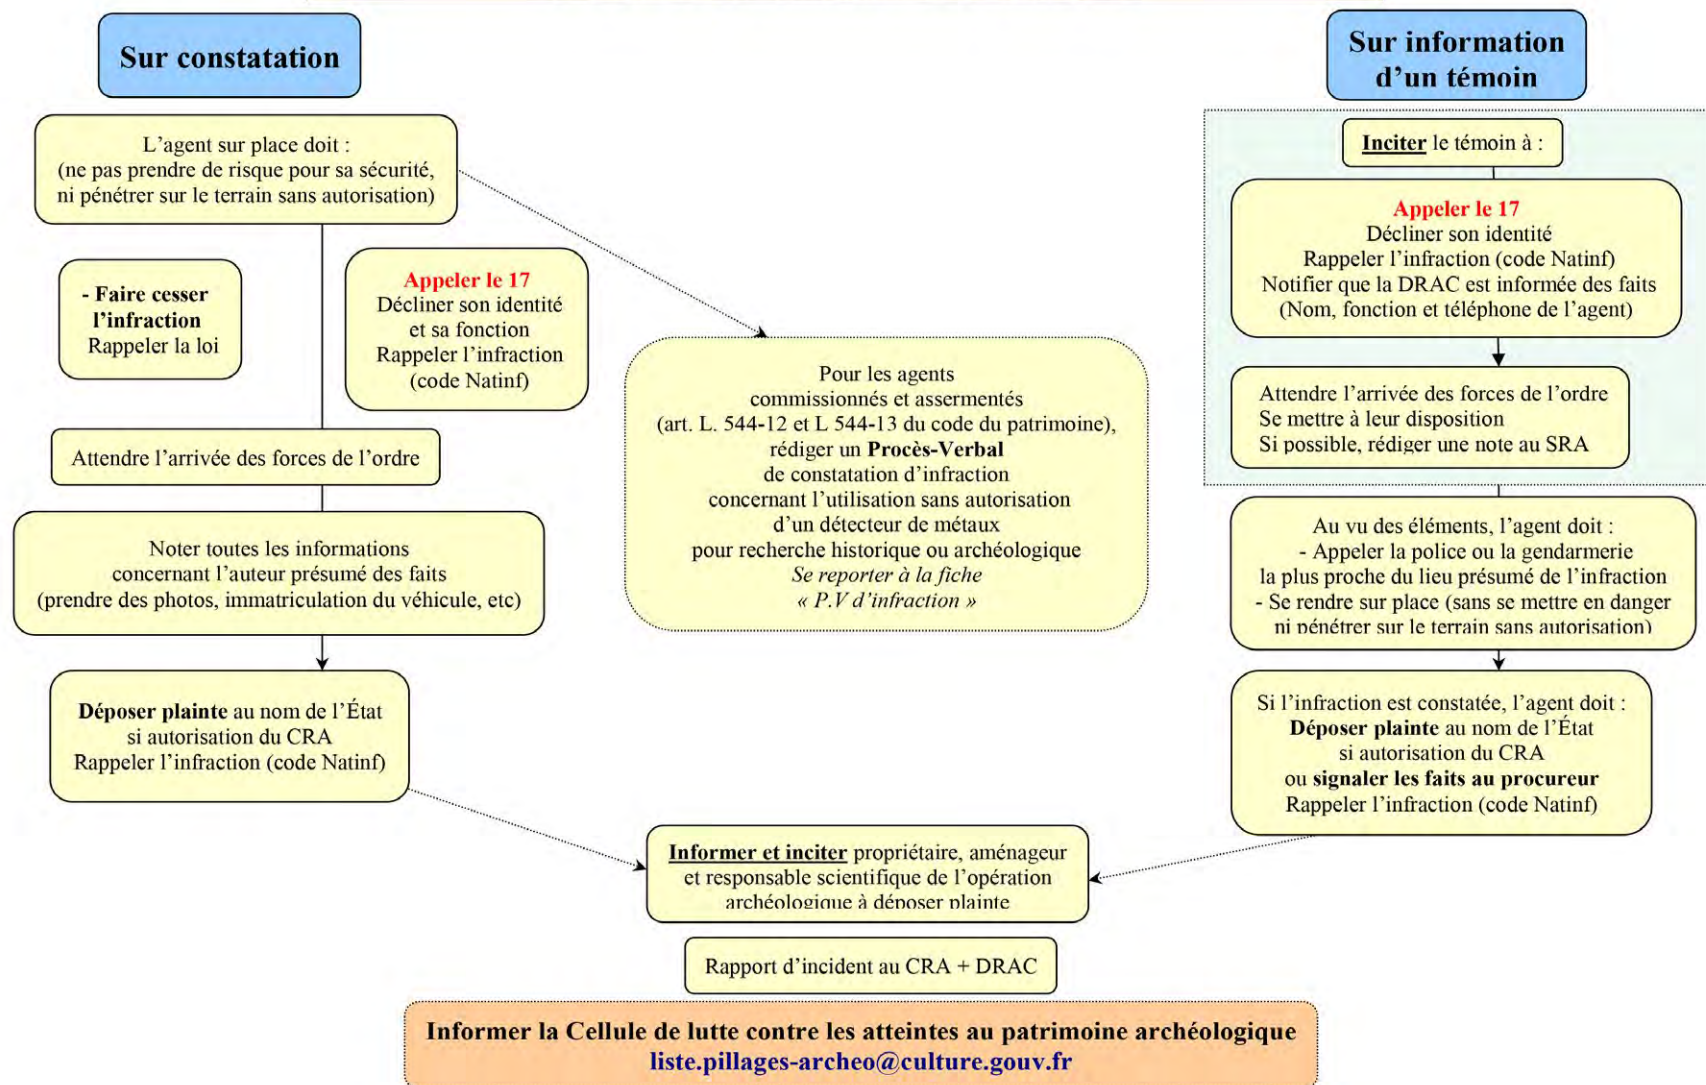 Sur constatation
L'agent sur place doit :
(ne pas prendre de risque pour sa sécurité,
ni pénétrer sur le terrain sans autorisation)
- Faire cesser
l'infraction
Rappeler la loi
Appeler le 17
Décliner son identité
et sa fonction
Rappeler l'infraction
(code Natinf)
Attendre l'arrivée des forces de l'ordre
Noter toutes les informations
concernant l'auteur présumé des faits
(prendre des photos, immatriculation du véhicule, etc)
Déposer plainte au nom de l'État
si autorisation du CRA
Rappeler l'infraction (code Natinf)
Pour les agents
commissionnés et assermentés
(art. L. 544-12 et L 544-13 du code du patrimoine),
rédiger un Procès-Verbal
de constatation d'infraction
concernant l'utilisation sans autorisation
d'un détecteur de métaux
pour recherche historique ou archéologique
Se reporter à la fiche
« P.V d'infraction »
Sur information
d'un témoin
Inciter le témoin à :
Appeler le 17
Décliner son identité
Rappeler l'infraction (code Natinf)
Notifier que la DRAC est informée des faits
(Nom, fonction et téléphone de l'agent)
Attendre l'arrivée des forces de l'ordre
Se mettre à leur disposition
Si possible, rédiger une note au SRA
Au vu des éléments, l'agent doit :
- Appeler la police ou la gendarmerie
la plus proche du lieu présumé de l'infraction
- Se rendre sur place (sans se mettre en danger
ni pénétrer sur le terrain sans autorisation)
Si l'infraction est constatée, l'agent doit :
Déposer plainte au nom de l'État
si autorisation du CRA
ou signaler les faits au procureur
Rappeler l'infraction (code Natinf)
Informer et inciter propriétaire, aménageur
et responsable scientifique de l'opération
archéologique à déposer plainte
Rapport d'incident au CRA + DRAC
Informer la Cellule de lutte contre les atteintes au patrimoine archéologique
liste.pillages-archeo@culture.gouv.fr